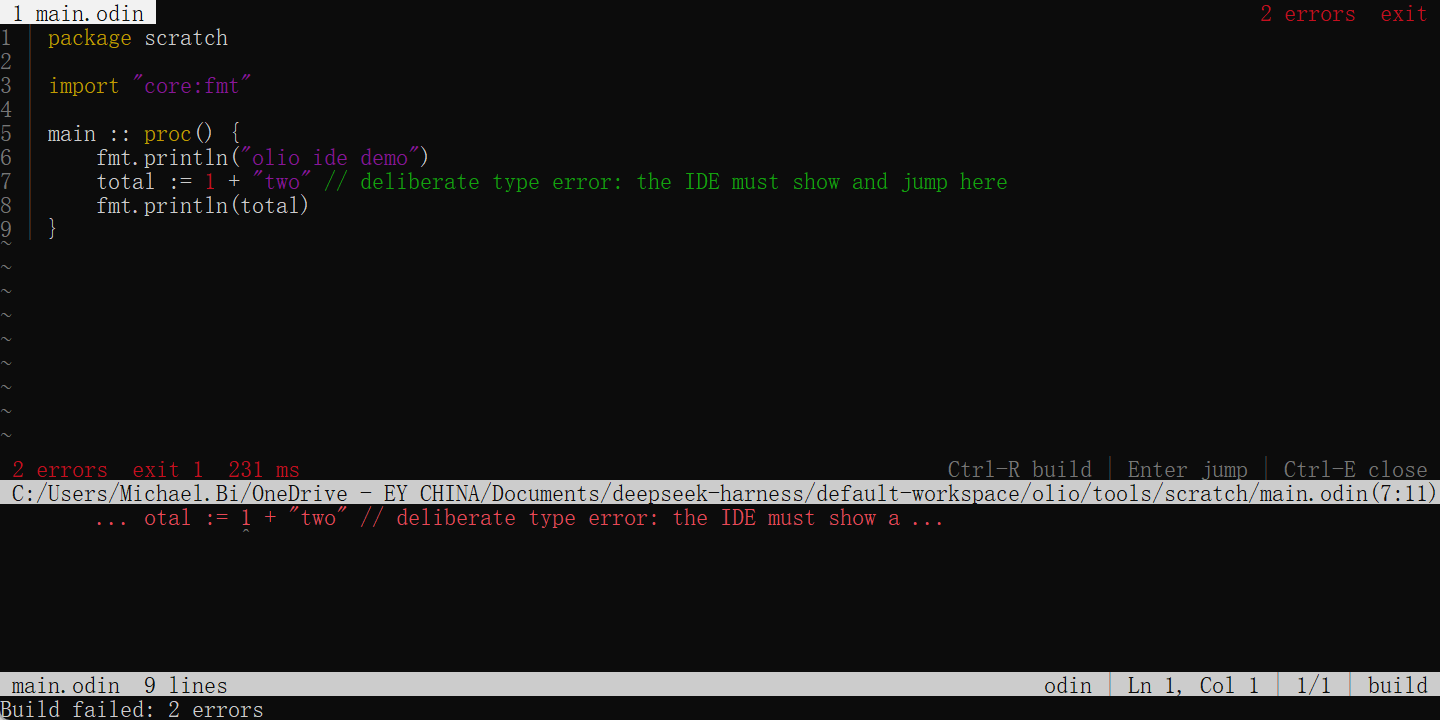 1 main.odin 2 errors exit
1 package scratch
2
3 import "core:fmt"
4
5 main :: proc() {
6 fmt.println("olio ide demo")
7 total := 1 + "two" // deliberate type error: the IDE must show and jump here
8 fmt.println(total)
9 }
~
~
~
~
~
~
~
~
~
2 errors exit 1 231 ms Ctrl-R build │ Enter jump │ Ctrl-E close
C:/Users/Michael.Bi/OneDrive - EY CHINA/Documents/deepseek-harness/default-workspace/olio/tools/scratch/main.odin(7:11)
... otal := 1 + "two" // deliberate type error: the IDE must show a ...
^
main.odin 9 lines odin │ Ln 1, Col 1 │ 1/1 │ build
Build failed: 2 errors